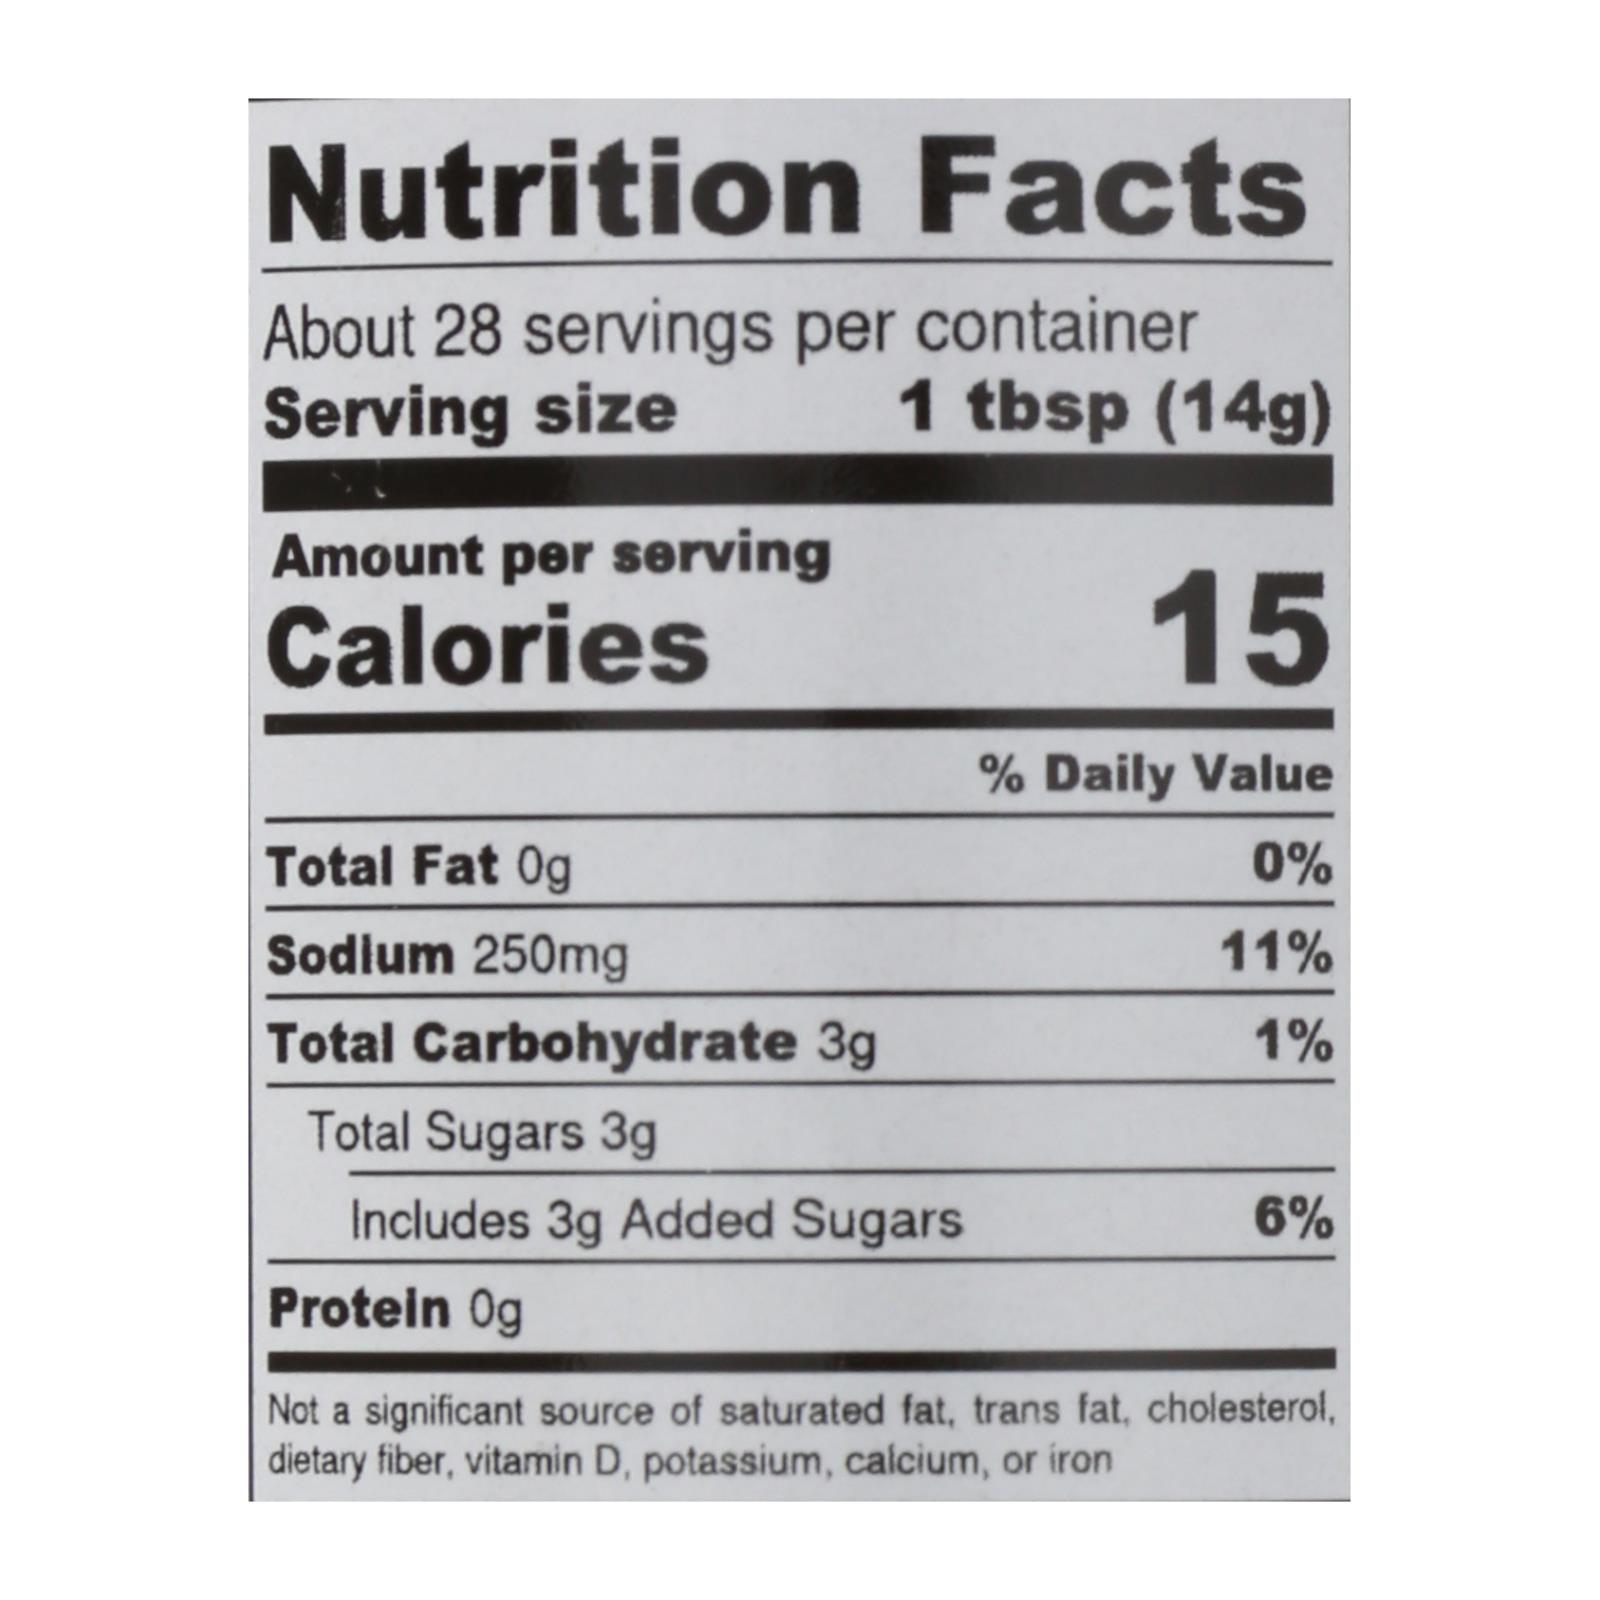 Nutrition Facts
About 28 servings per container
Serving size 1 tbsp (14g)
Amount per serving
Calories 15
% Daily Value
Total Fat 0g 0%
Sodium 250mg 11%
Total Carbohydrate 3g 1%
Total Sugars 3g
Includes 3g Added Sugars 6%
Protein 0g
Not a significant source of saturated fat, trans fat, cholesterol,
dietary fiber, vitamin D, potassium, calcium, or iron